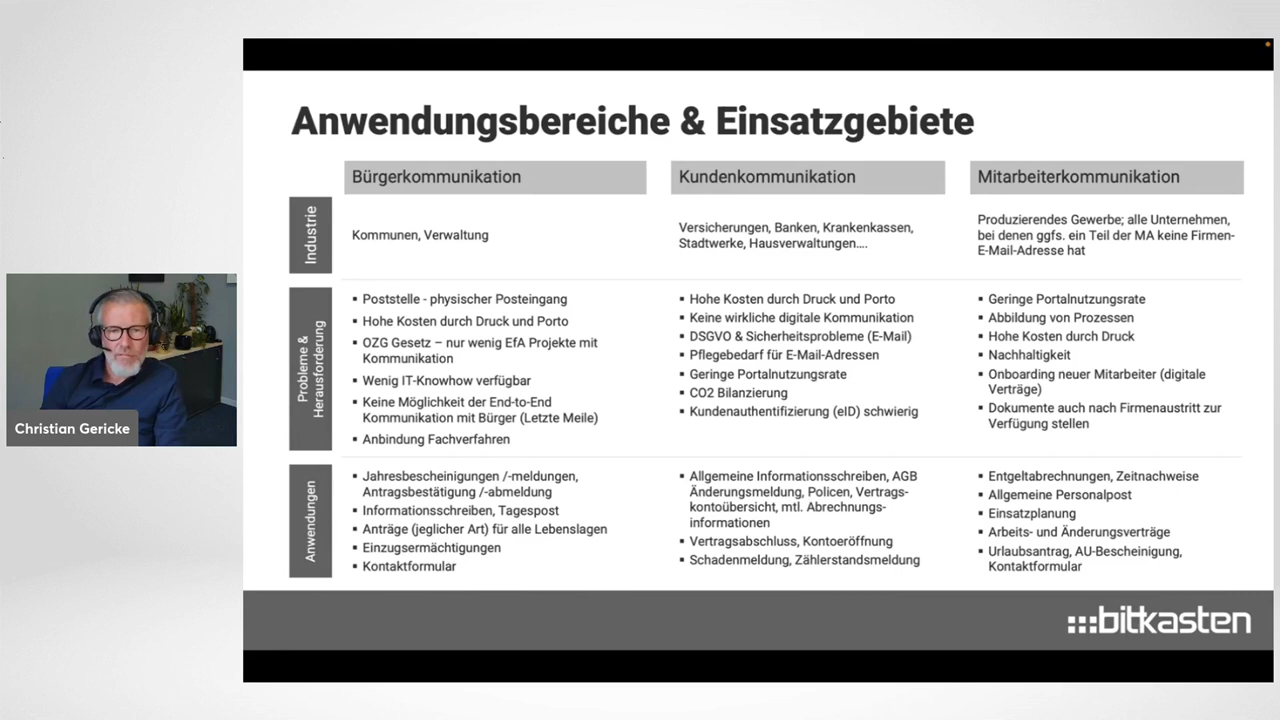 Anwendungsbereiche & Einsatzgebiete
Bürgerkommunikation
Kundenkommunikation
Mitarbeiterkommunikation
Industrie
Kommunen, Verwaltung
Versicherungen, Banken, Krankenkassen,
Stadtwerke, Hausverwaltungen....
Produzierendes Gewerbe; alle Unternehmen,
bei denen ggfs. ein Teil der MA keine Firmen-
E-Mail-Adresse hat
Probleme &
Herausforderung
▪ Poststelle - physischer Posteingang
▪ Hohe Kosten durch Druck und Porto
▪ OZG Gesetz – nur wenig EfA Projekte mit
Kommunikation
▪ Wenig IT-Knowhow verfügbar
▪ Keine Möglichkeit der End-to-End
Kommunikation mit Bürger (Letzte Meile)
▪ Anbindung Fachverfahren
▪ Hohe Kosten durch Druck und Porto
▪ Keine wirkliche digitale Kommunikation
▪ DSGVO & Sicherheitsprobleme (E-Mail)
▪ Pflegebedarf für E-Mail-Adressen
▪ Geringe Portalnutzungsrate
▪ CO2 Bilanzierung
▪ Kundenauthentifizierung (eID) schwierig
▪ Geringe Portalnutzungsrate
▪ Abbildung von Prozessen
▪ Hohe Kosten durch Druck
▪ Nachhaltigkeit
▪ Onboarding neuer Mitarbeiter (digitale
Verträge)
▪ Dokumente auch nach Firmenaustritt zur
Verfügung stellen
Anwendungen
▪ Jahresbescheinigungen /-meldungen,
Antragsbestätigung /-abmeldung
▪ Informationsschreiben, Tagespost
▪ Anträge (jeglicher Art) für alle Lebenslagen
▪ Einzugsermächtigungen
▪ Kontaktformular
▪ Allgemeine Informationsschreiben, AGB
Änderungsmeldung, Policen, Vertrags-
kontoübersicht, mtl. Abrechnungs-
informationen
▪ Vertragsabschluss, Kontoeröffnung
▪ Schadenmeldung, Zählerstandsmeldung
▪ Entgeltabrechnungen, Zeitnachweise
▪ Allgemeine Personalpost
▪ Einsatzplanung
▪ Arbeits- und Änderungsverträge
▪ Urlaubsantrag, AU-Bescheinigung,
Kontaktformular
Christian Gericke
bitkasten